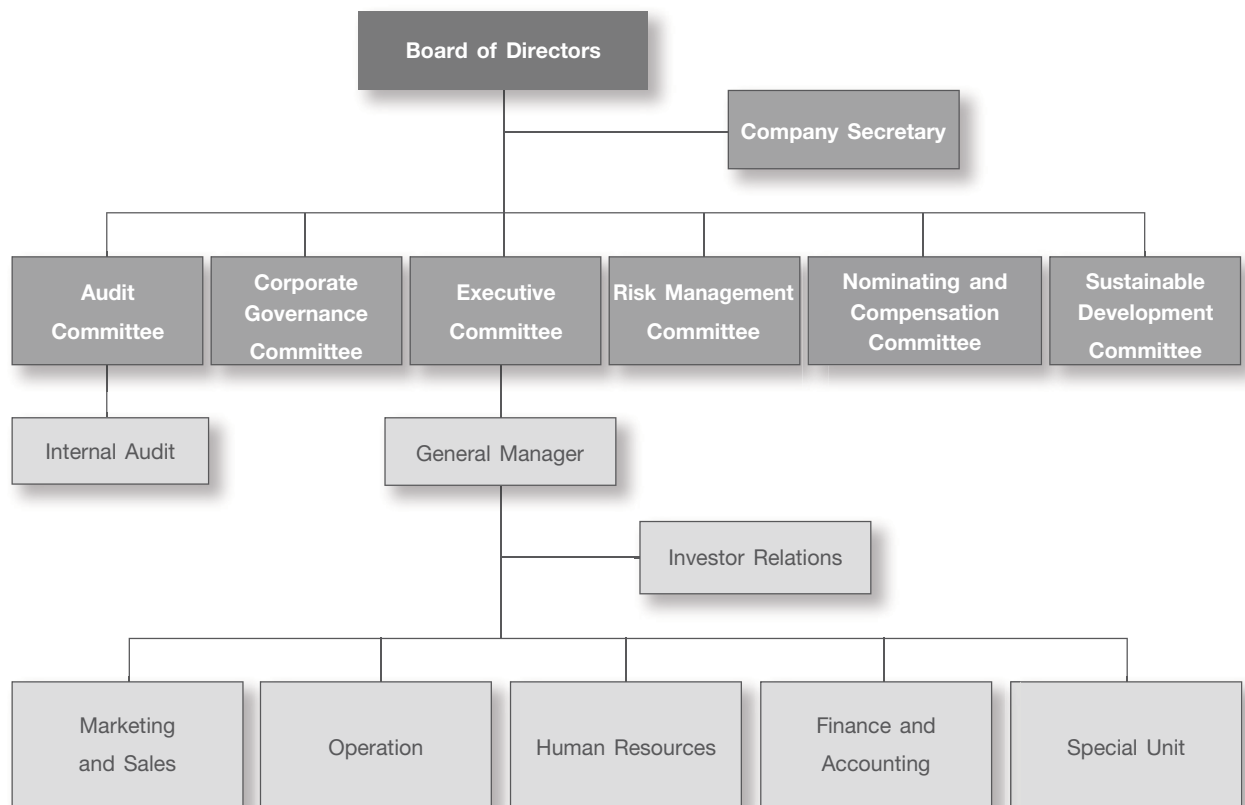 Board of Directors
Company Secretary
Audit
Committee
Corporate
Governance
Committee
Executive
Committee
Risk Management
Committee
Nominating and
Compensation
Committee
Sustainable
Development
Committee
Internal Audit
General Manager
Investor Relations
Marketing
and Sales
Operation
Human Resources
Finance and
Accounting
Special Unit